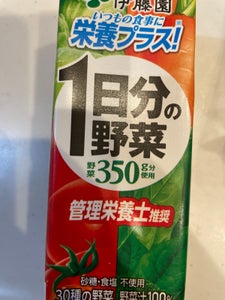 伊藤園
いつもの食事に
栄養プラス!
1日分の
野菜
野菜350g分使用
管理栄養士推奨
砂糖・食塩 不使用
30種の野菜 野菜汁100%